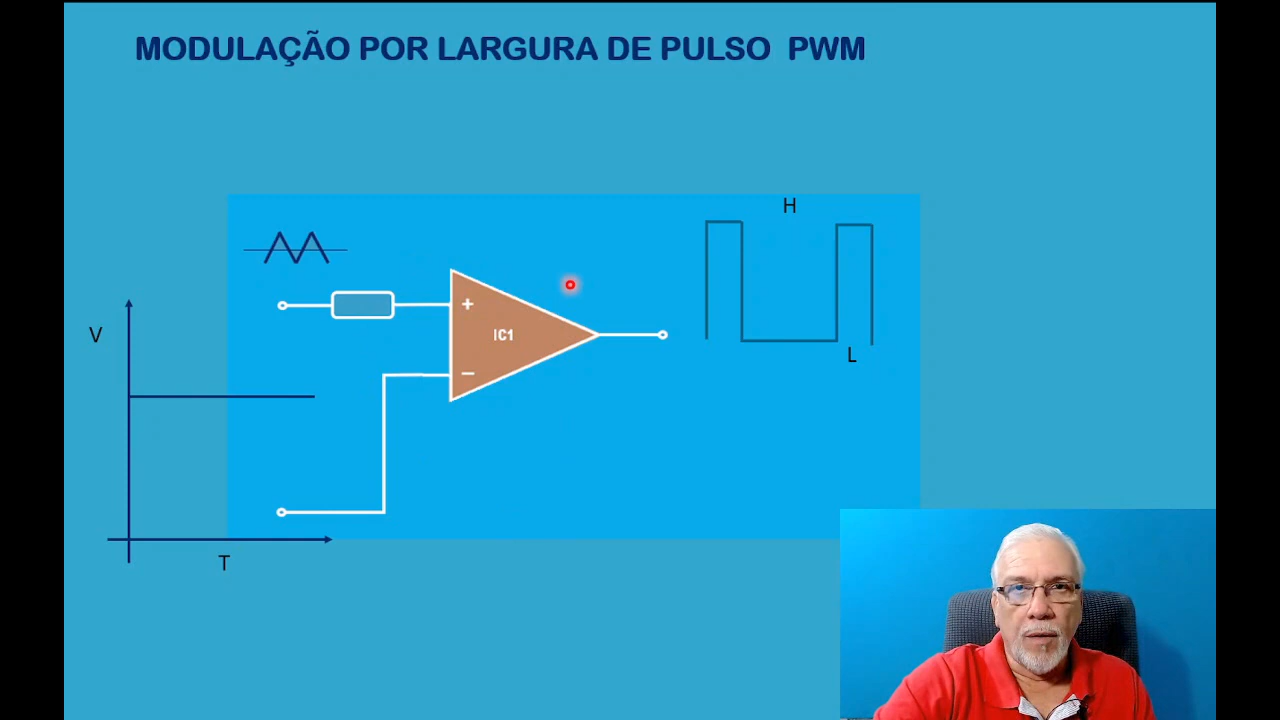 MODULAÇÃO POR LARGURA DE PULSO PWM
H
+
IC1
V
L
−
T